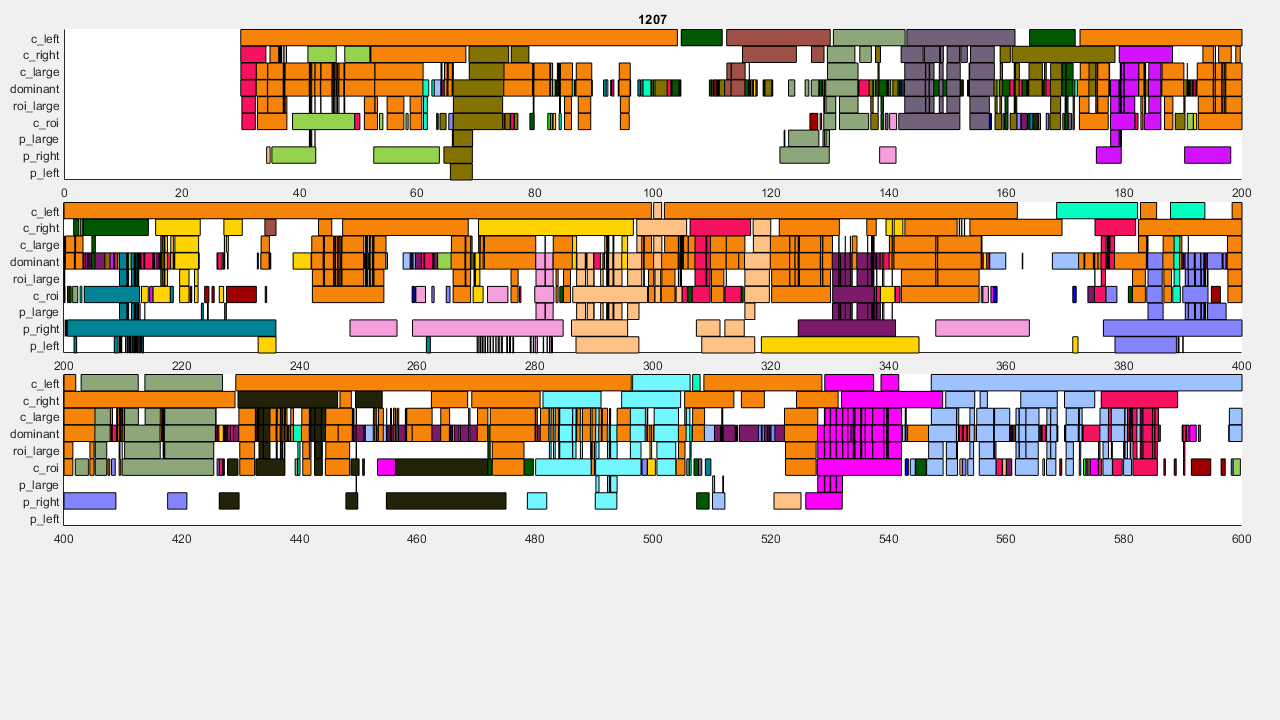 1207
c_left
c_right
c_large
dominant
roi_large
c_roi
p_large
p_right
p_left
0 20 40 60 80 100 120 140 160 180 200
c_left
c_right
c_large
dominant
roi_large
c_roi
p_large
p_right
p_left
200 220 240 260 280 300 320 340 360 380 400
c_left
c_right
c_large
dominant
roi_large
c_roi
p_large
p_right
p_left
400 420 440 460 480 500 520 540 560 580 600